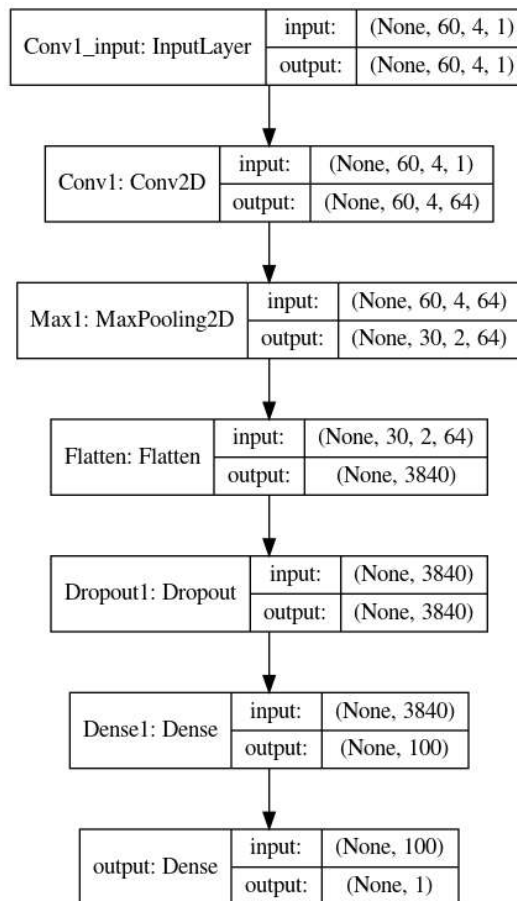 Conv1_input: InputLayer
input: (None, 60, 4, 1)
output: (None, 60, 4, 1)
Conv1: Conv2D
input: (None, 60, 4, 1)
output: (None, 60, 4, 64)
Max1: MaxPooling2D
input: (None, 60, 4, 64)
output: (None, 30, 2, 64)
Flatten: Flatten
input: (None, 30, 2, 64)
output: (None, 3840)
Dropout1: Dropout
input: (None, 3840)
output: (None, 3840)
Dense1: Dense
input: (None, 3840)
output: (None, 100)
output: Dense
input: (None, 100)
output: (None, 1)